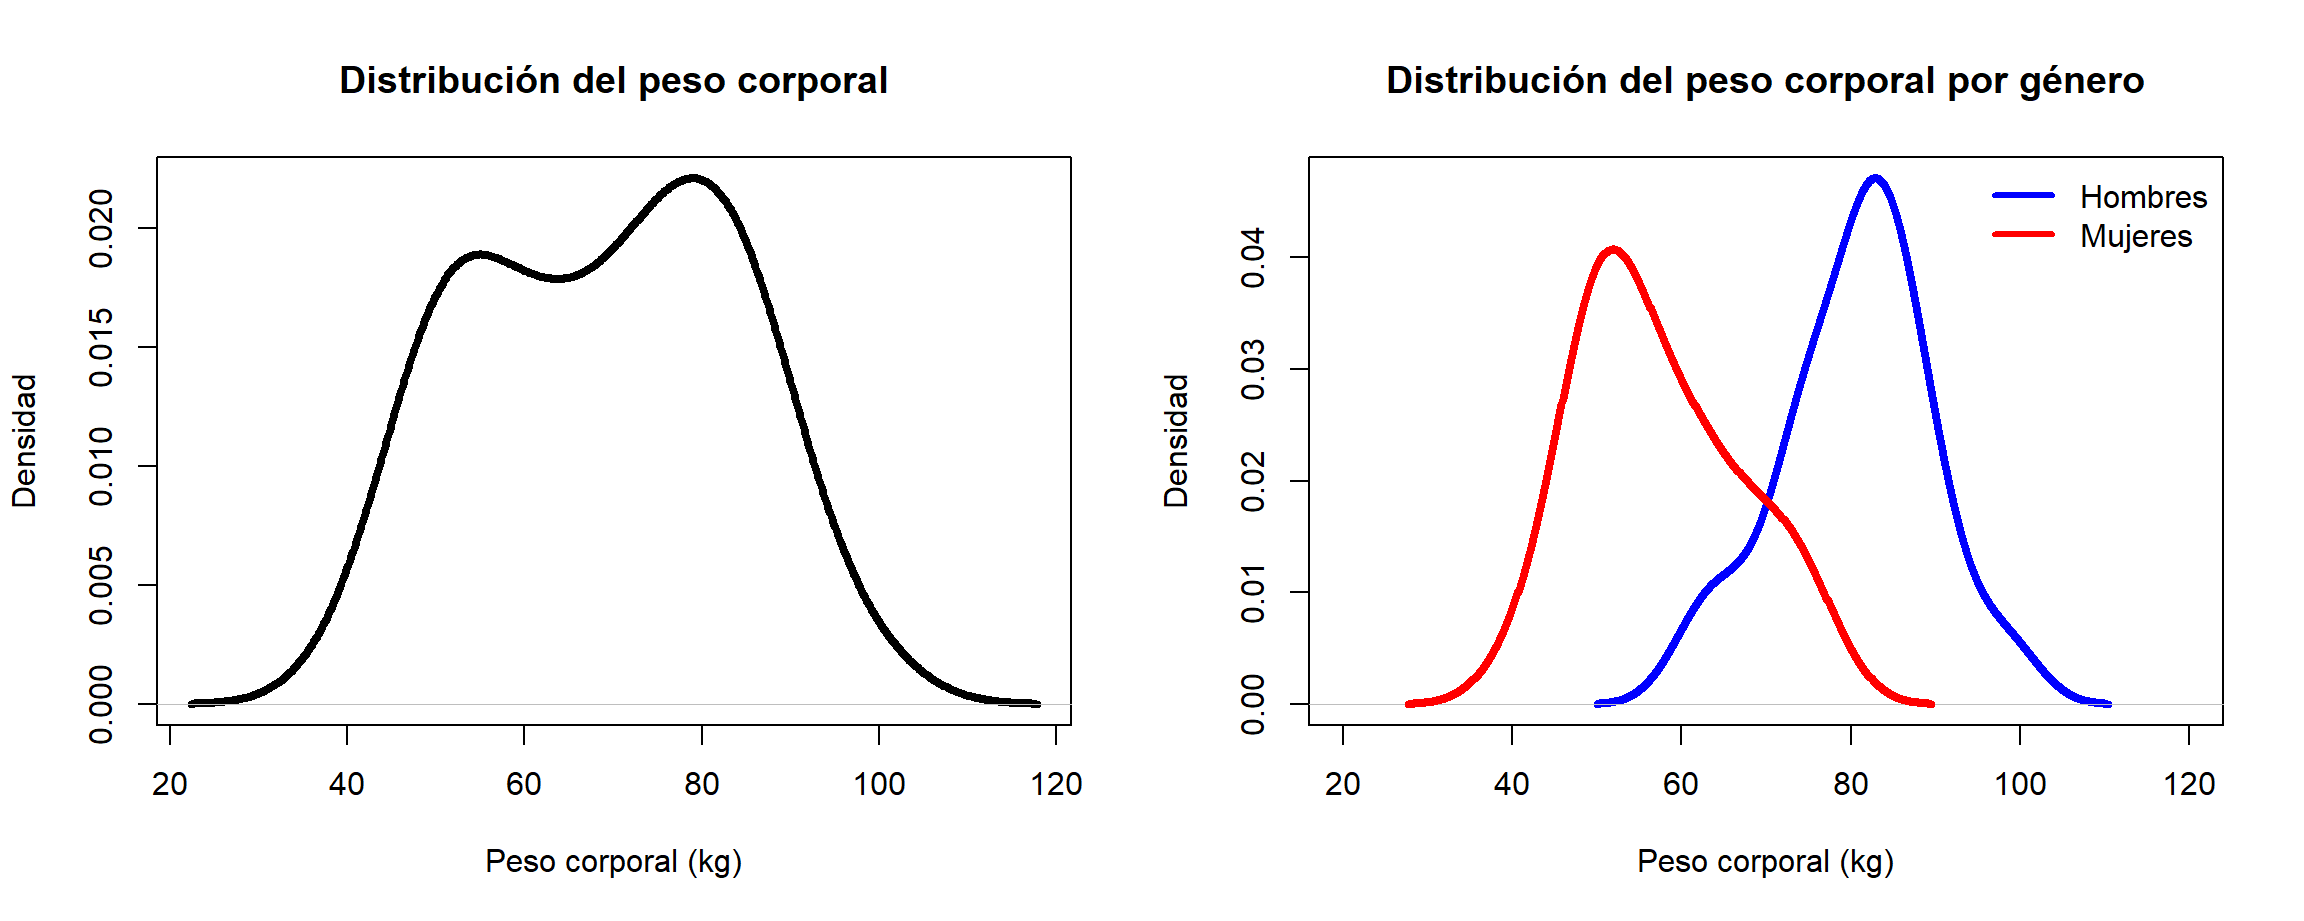 Distribución del peso corporal
Densidad
0.000 0.005 0.010 0.015 0.020
20 40 60 80 100 120
Peso corporal (kg)
Distribución del peso corporal por género
Hombres
Mujeres
Densidad
0.00 0.01 0.02 0.03 0.04
20 40 60 80 100 120
Peso corporal (kg)